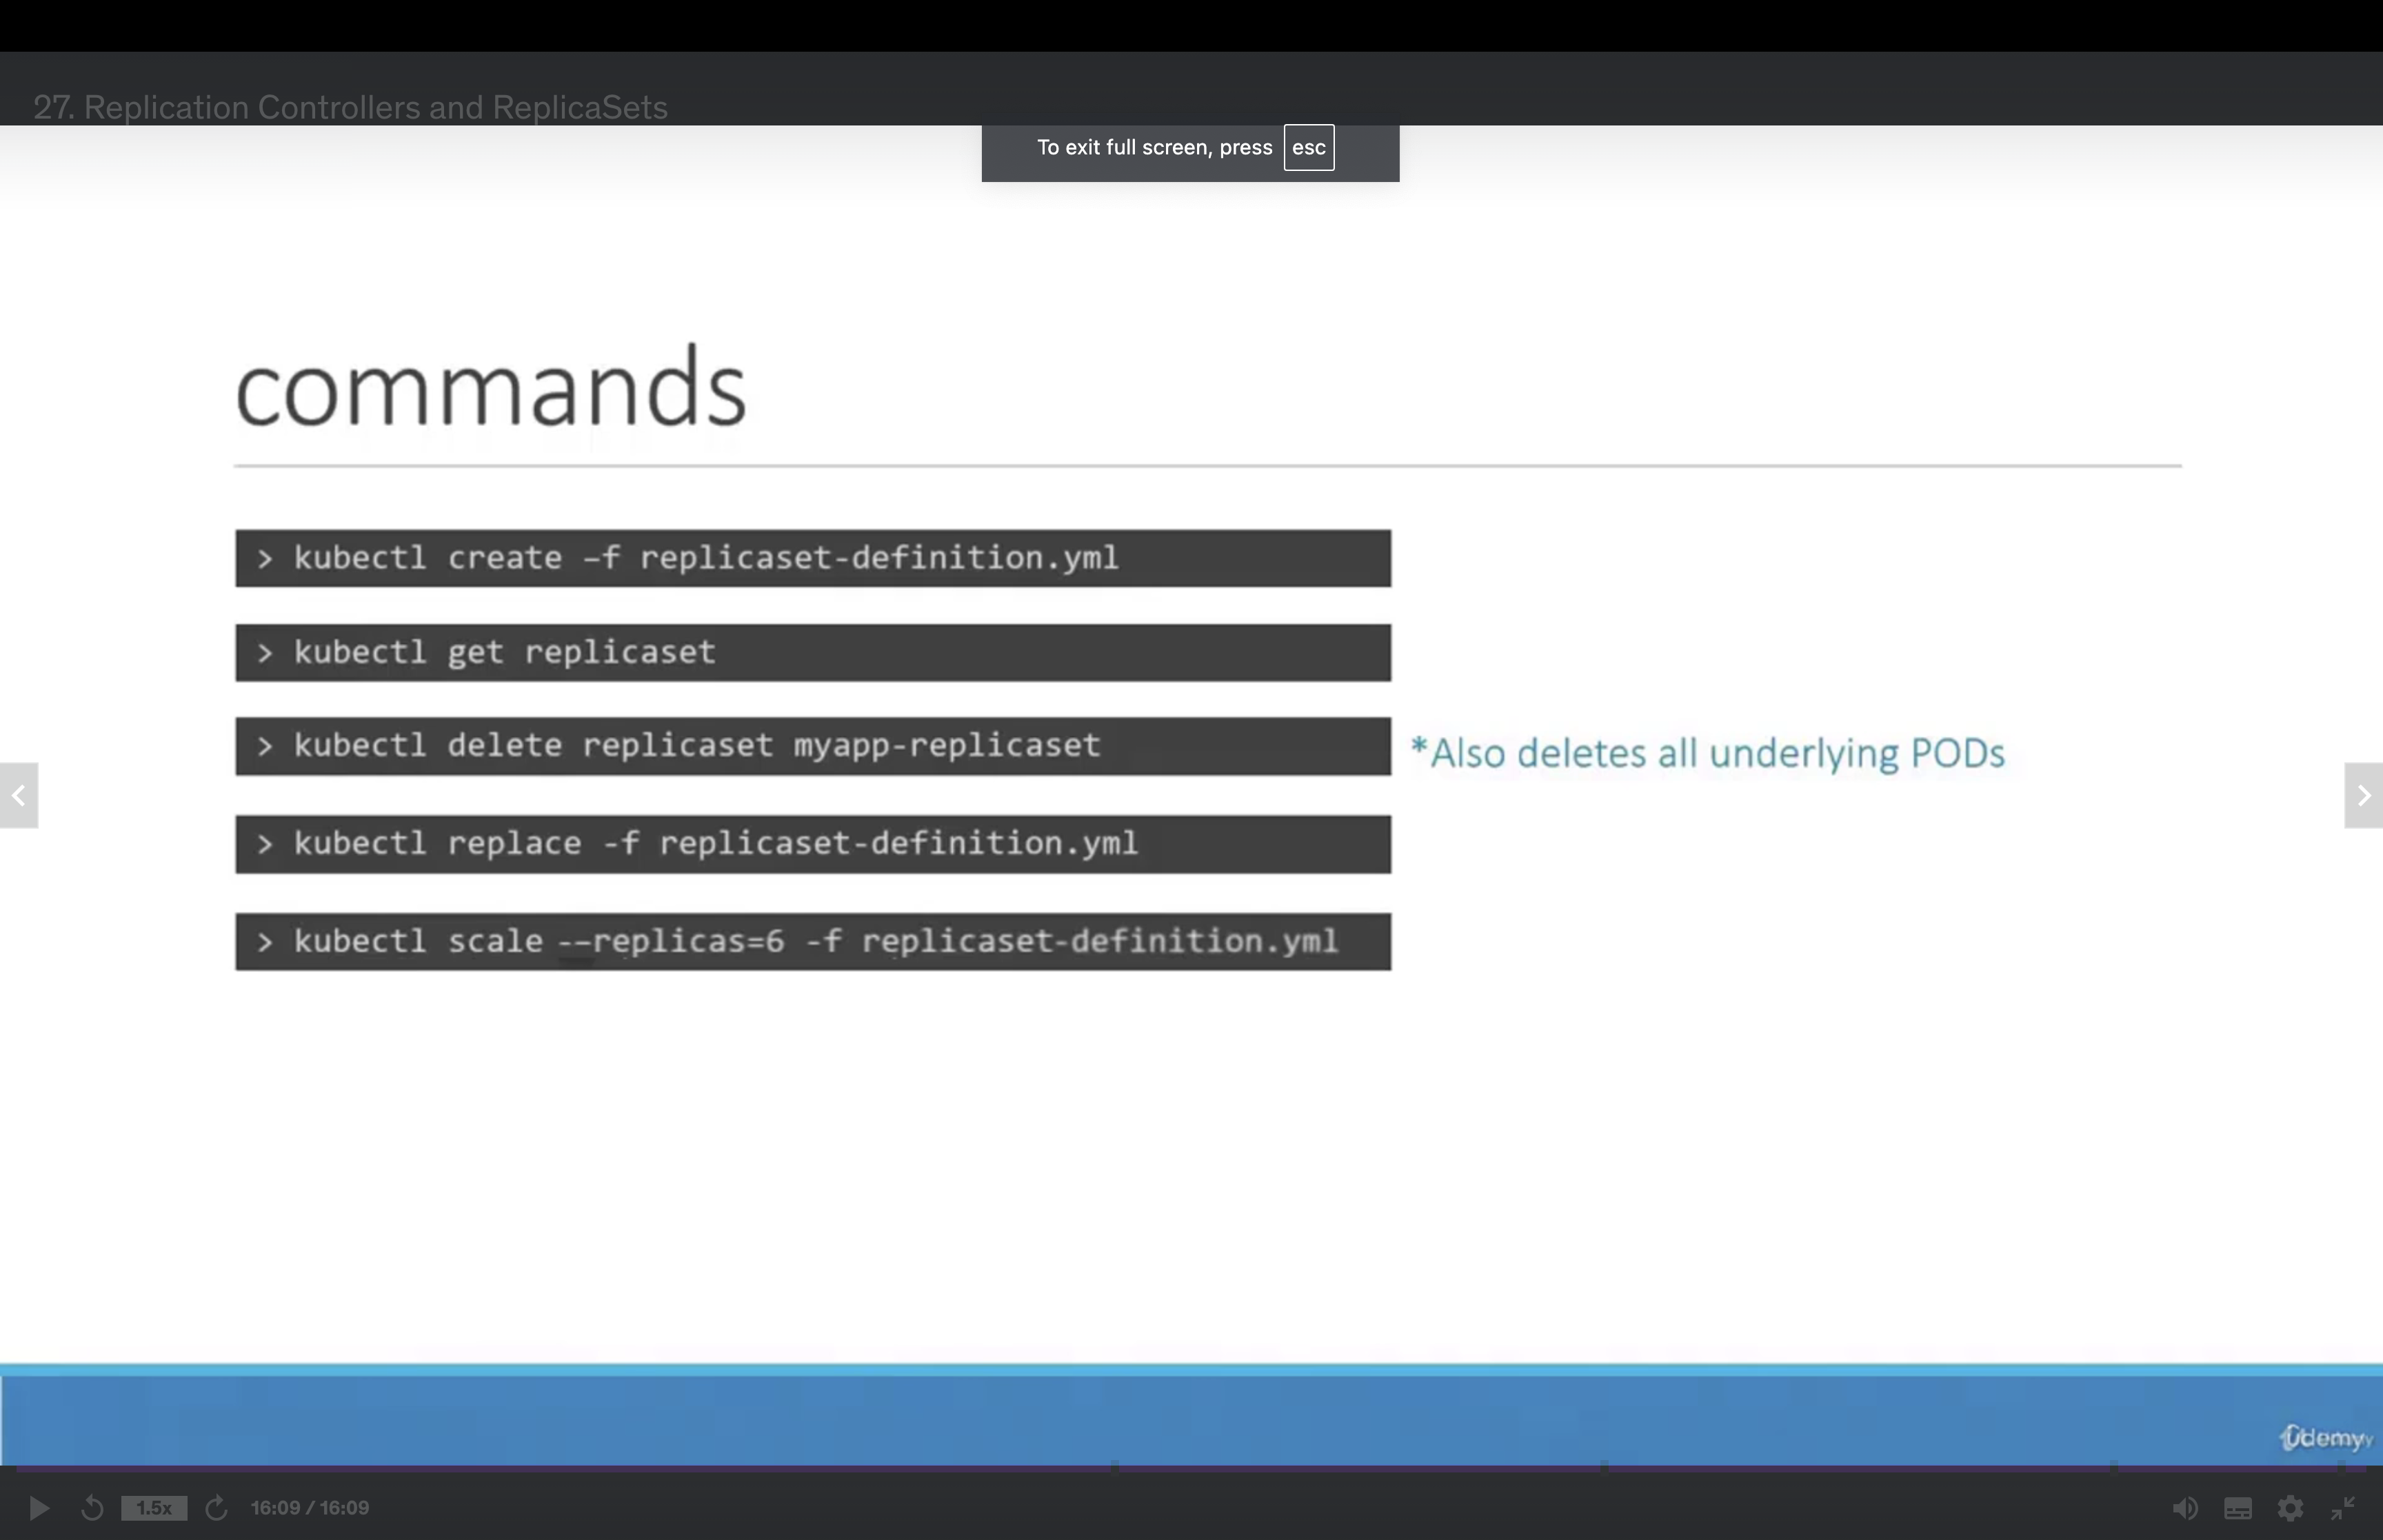 27. Replication Controllers and ReplicaSets
To exit full screen, press esc
commands
> kubectl create –f replicaset-definition.yml
> kubectl get replicaset
> kubectl delete replicaset myapp-replicaset *Also deletes all underlying PODs
> kubectl replace -f replicaset-definition.yml
> kubectl scale --replicas=6 -f replicaset-definition.yml
Udemy
1.5x 16:09 / 16:09